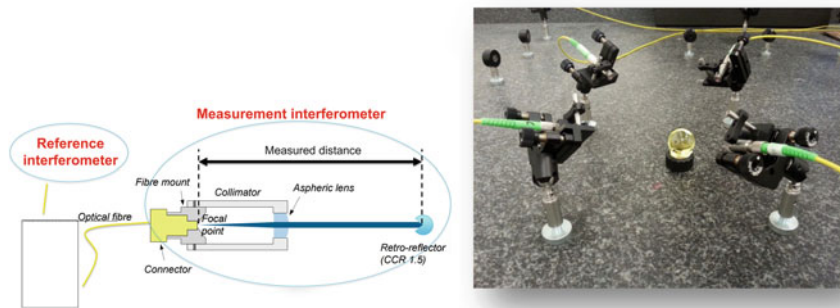 Measurement interferometer
Reference
interferometer
Measured distance
Fibre mount
Collimator
Aspheric lens
Optical fibre
Focal
point
Connector
Retro-reflector
(CCR 1.5)